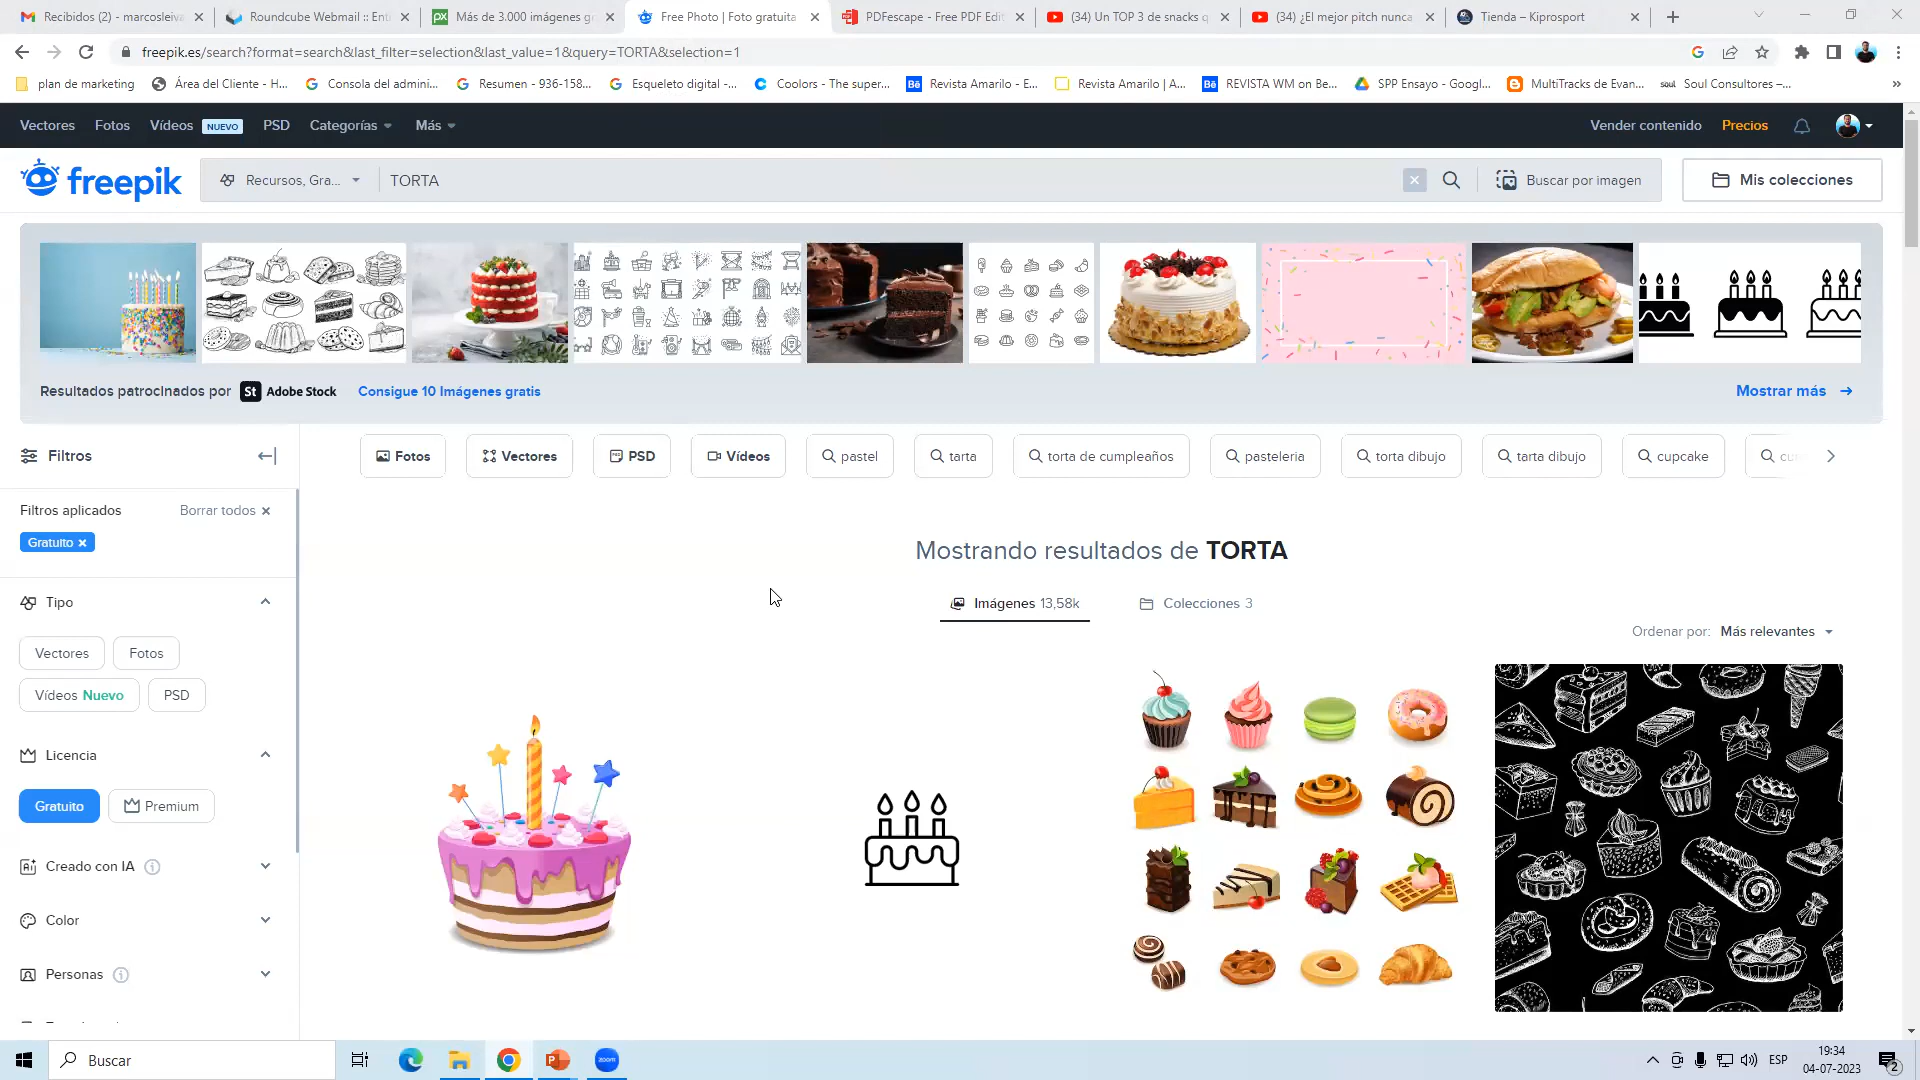 Recibidos (2) - marcosleiva
Roundcube Webmail :: Ent
Más de 3.000 imágenes g
Free Photo | Foto gratuita
PDFescape - Free PDF Edit
(34) Un TOP 3 de snacks q
(34) ¿El mejor pitch nunca
Tienda – Kiprosport
freepik.es/search?format=search&last_filter=selection&last_value=1&query=TORTA&selection=1
plan de marketing
Área del Cliente - H...
Consola del admini...
Resumen - 936-158...
Esqueleto digital -...
Coolors - The super...
Revista Amarilo - E...
Revista Amarilo | A...
REVISTA WM on Be...
SPP Ensayo - Googl...
MultiTracks de Evan...
Soul Consultores –...
Vectores Fotos Vídeos NUEVO PSD Categorías Más
Vender contenido Precios
freepik
Recursos, Gra... TORTA
Buscar por imagen
Mis colecciones
Resultados patrocinados por St Adobe Stock Consigue 10 Imágenes gratis
Mostrar más →
Filtros
Fotos Vectores PSD Vídeos pastel tarta torta de cumpleaños pasteleria torta dibujo tarta dibujo cupcake
Filtros aplicados Borrar todos ×
Gratuito ×
Mostrando resultados de TORTA
Tipo
Imágenes 13,58k Colecciones 3
Ordenar por: Más relevantes
Vectores Fotos
Vídeos Nuevo PSD
Licencia
Gratuito Premium
Creado con IA
Color
Personas
Buscar
ESP
19:34
04-07-2023
2